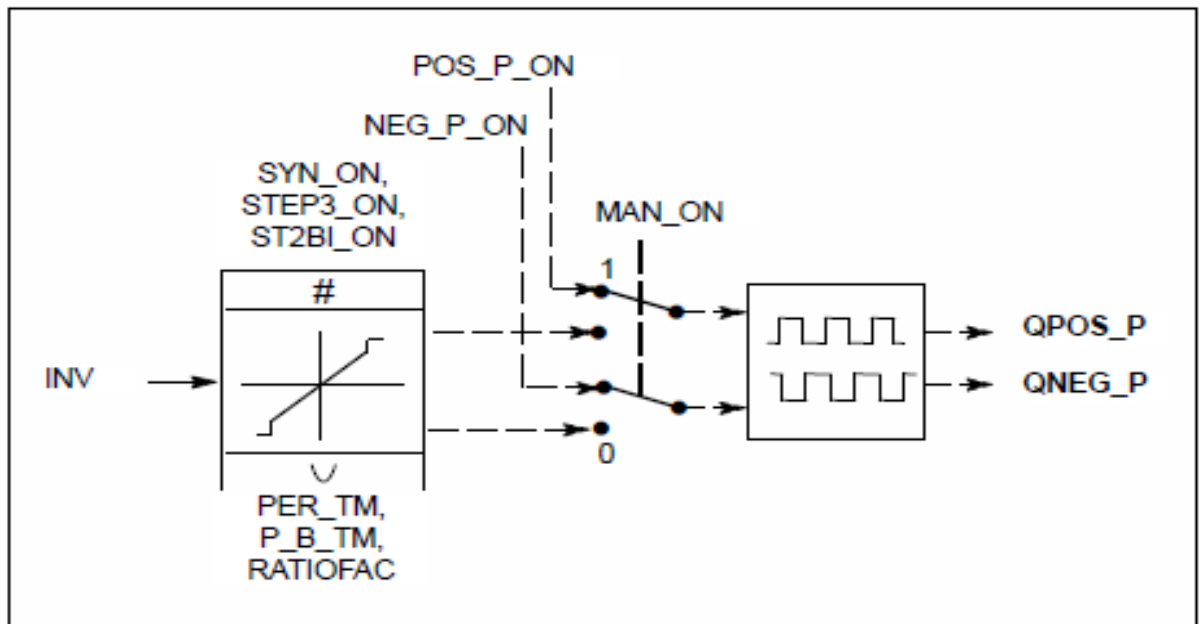 POS_P_ON
NEG_P_ON
SYN_ON,
STEP3_ON,
ST2BI_ON
MAN_ON
1
#
QPOS_P
INV
QNEG_P
0
PER_TM,
P_B_TM,
RATIOFAC